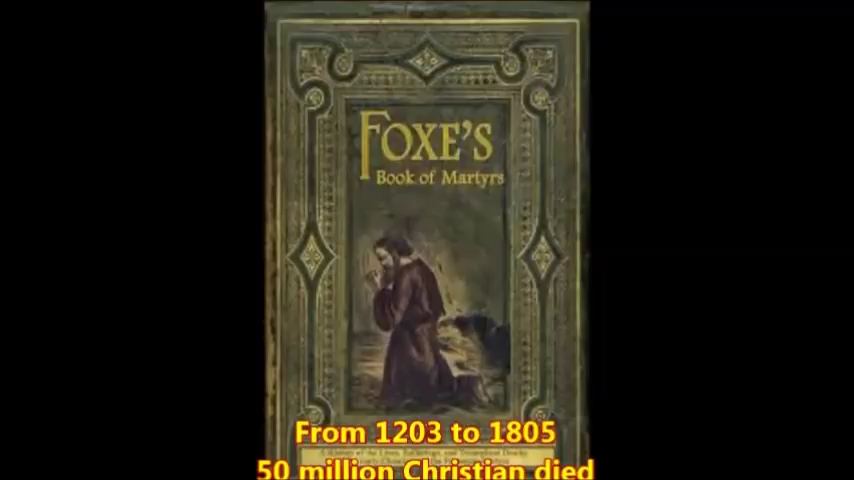 FOXE'S
Book of Martyrs
From 1203 to 1805
50 million Christian died